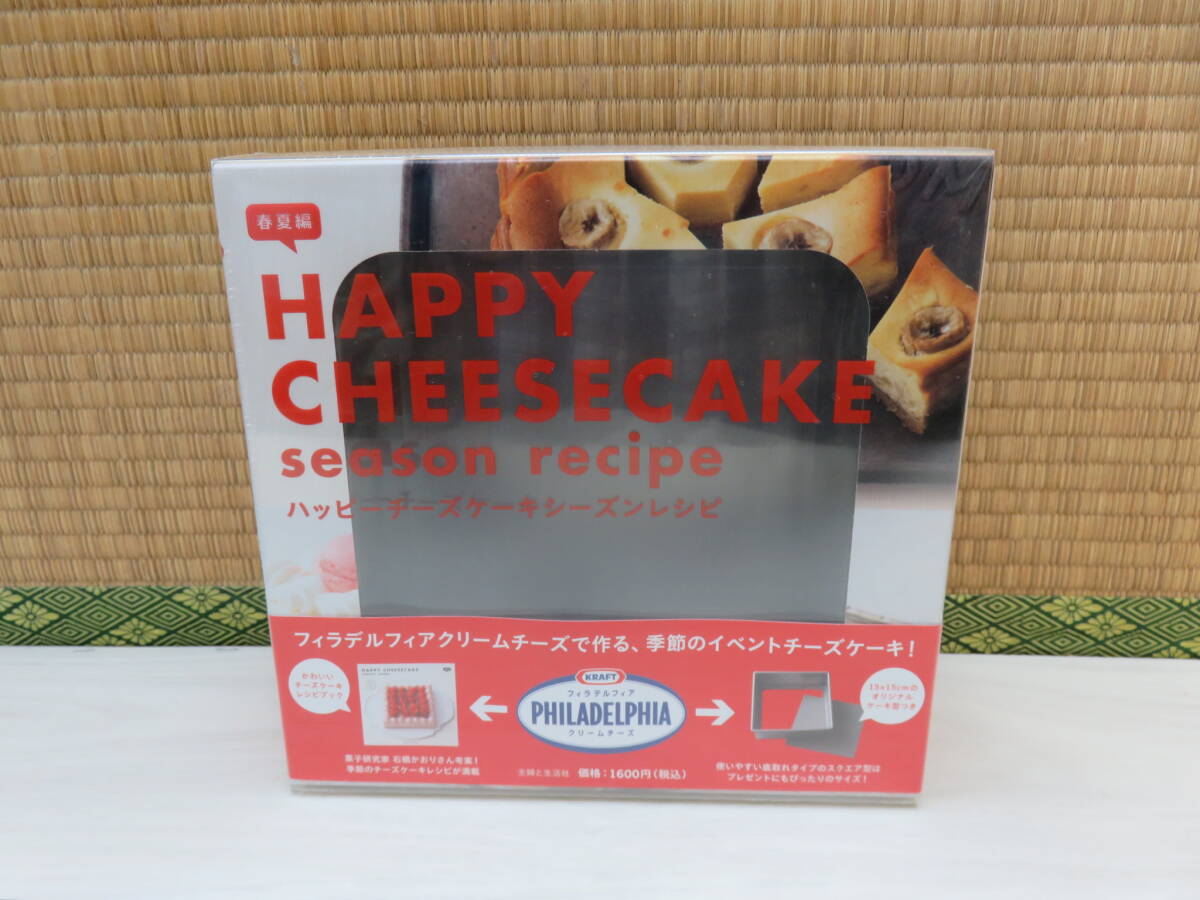 春夏編
HAPPY
CHEESECAKE
season recipe
ハッピーチーズケーキシーズンレシピ
フィラデルフィアクリームチーズで作る、季節のイベントチーズケーキ!
かわいい
チーズケーキ
レシピブック
HAPPY CHEESECAKE
KRAFT
フィラデルフィア
PHILADELPHIA
クリームチーズ
15×15cmの
オリジナル
ケーキ型つき
菓子研究家 石橋かおりさん考案!
季節のチーズケーキレシピが満載
主婦と生活社 価格:1600円(税込)
使いやすい底取れタイプのスクエア型は
プレゼントにもぴったりのサイズ!